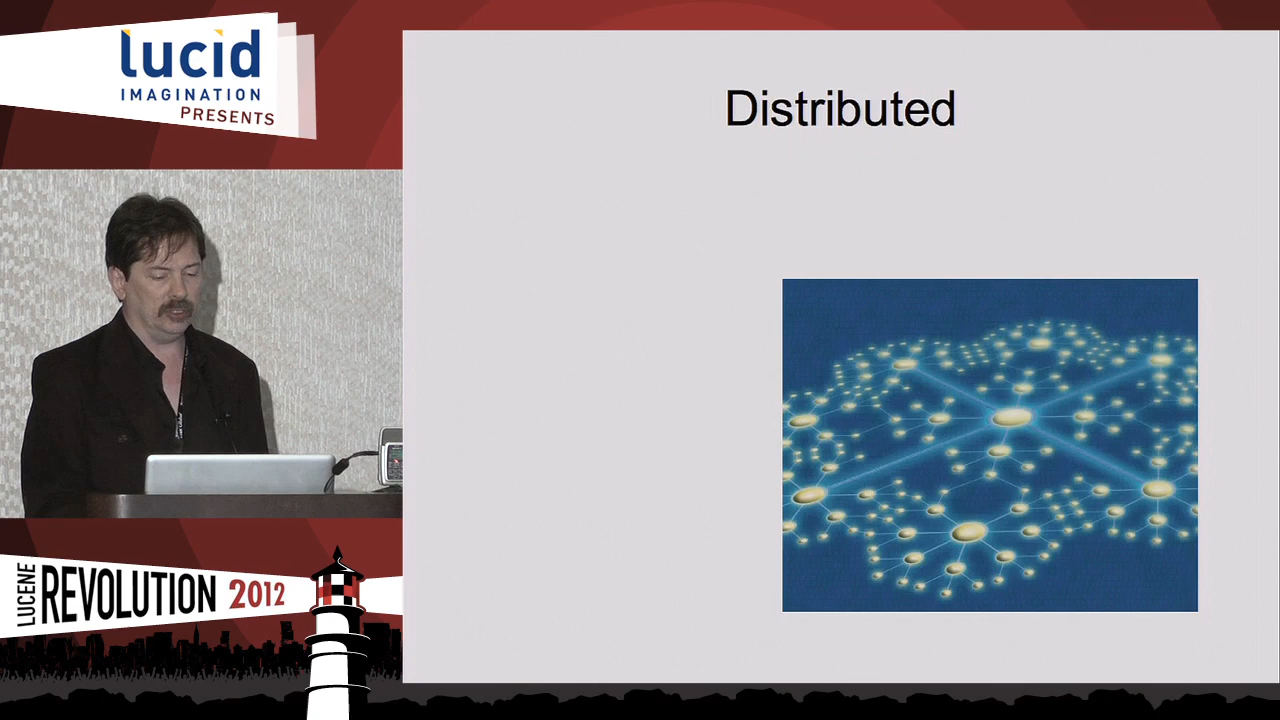 lucid
IMAGINATION
PRESENTS
Distributed
LUCENE
REVOLUTION 2012